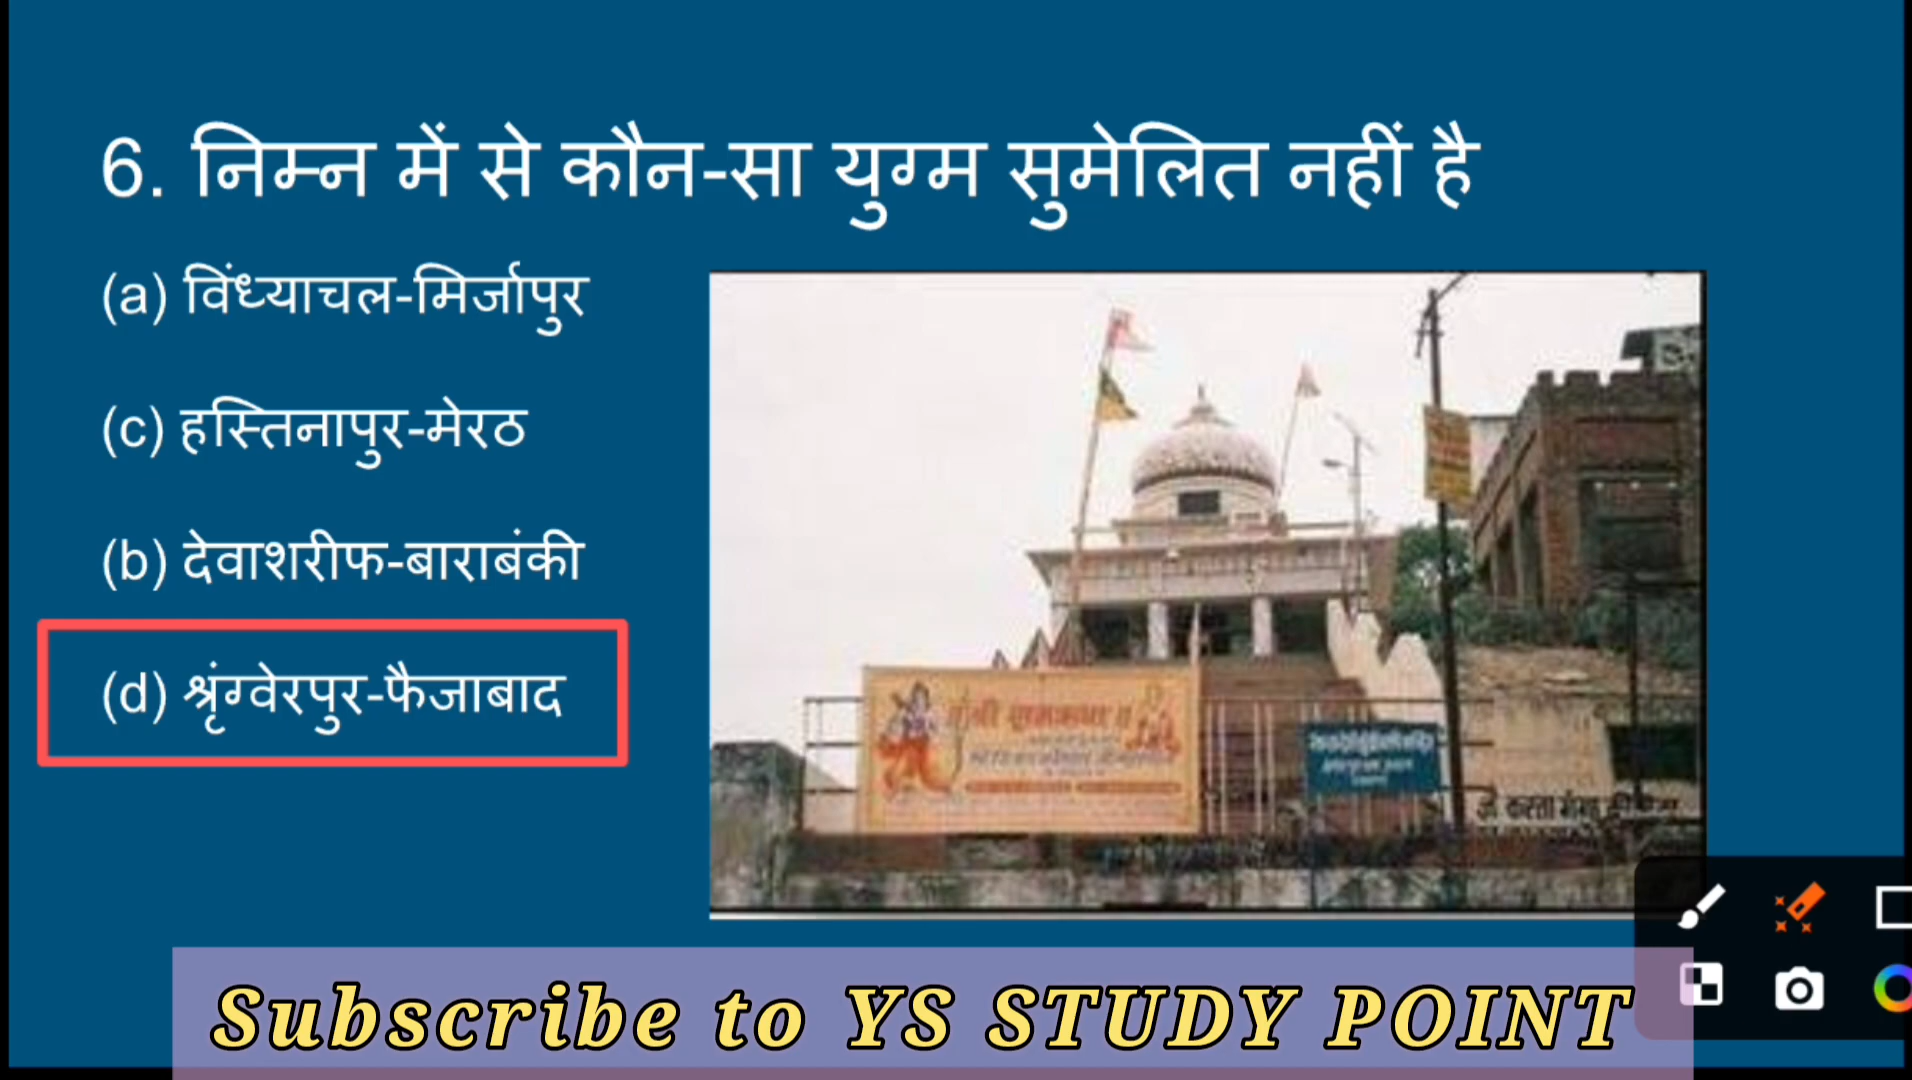 6. निम्न में से कौन-सा युग्म सुमेलित नहीं है
(a) विंध्याचल-मिर्जापुर
(c) हस्तिनापुर-मेरठ
(b) देवाशरीफ-बाराबंकी
(d) श्रृंग्वेरपुर-फैजाबाद
Subscribe to YS STUDY POINT